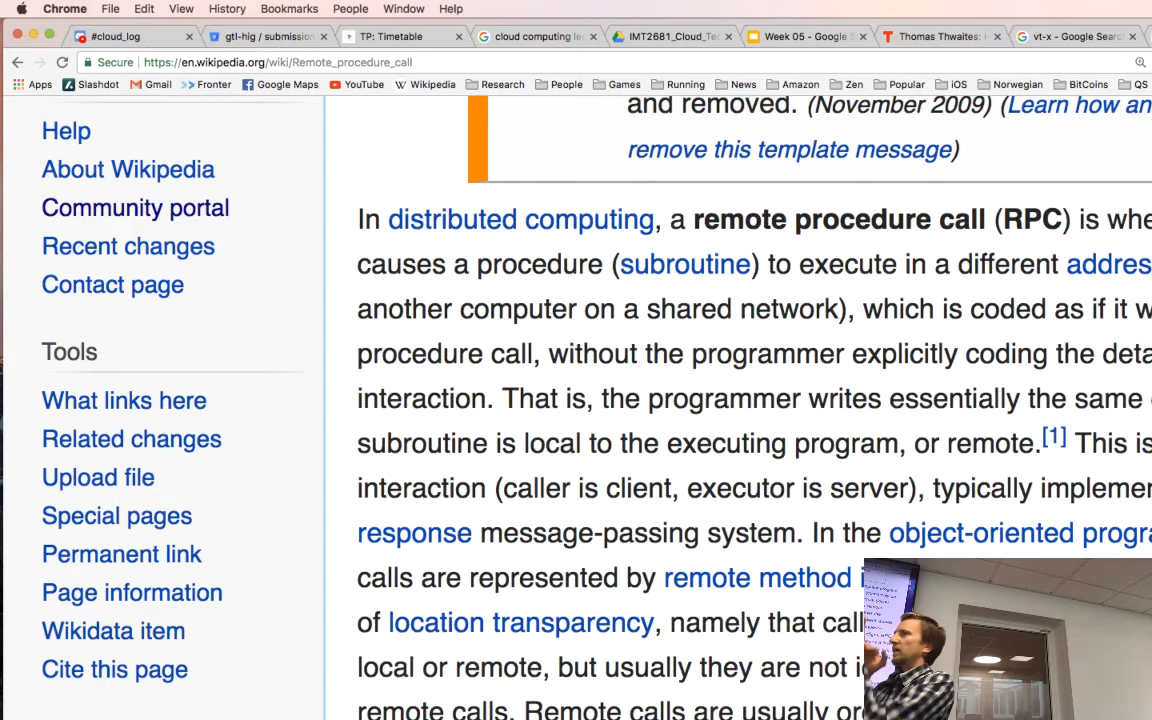 Chrome File Edit View History Bookmarks People Window Help
#cloud_log gtl-hig / submission TP: Timetable cloud computing le IMT2681_Cloud_Te Week 05 - Google S Thomas Thwaites: H vt-x - Google Searc
Secure https://en.wikipedia.org/wiki/Remote_procedure_call
Apps Slashdot Gmail Fronter Google Maps YouTube Wikipedia Research People Games Running News Amazon Zen Popular iOS Norwegian BitCoins QS
Help
About Wikipedia
Community portal
Recent changes
Contact page
Tools
What links here
Related changes
Upload file
Special pages
Permanent link
Page information
Wikidata item
Cite this page
and removed. (November 2009) (Learn how an
remove this template message)
In distributed computing, a remote procedure call (RPC) is whe
causes a procedure (subroutine) to execute in a different addres
another computer on a shared network), which is coded as if it w
procedure call, without the programmer explicitly coding the deta
interaction. That is, the programmer writes essentially the same
subroutine is local to the executing program, or remote.[1] This is
interaction (caller is client, executor is server), typically implemen
response message-passing system. In the object-oriented progra
calls are represented by remote method i
of location transparency, namely that call
local or remote, but usually they are not i
remote calls. Remote calls are usually or